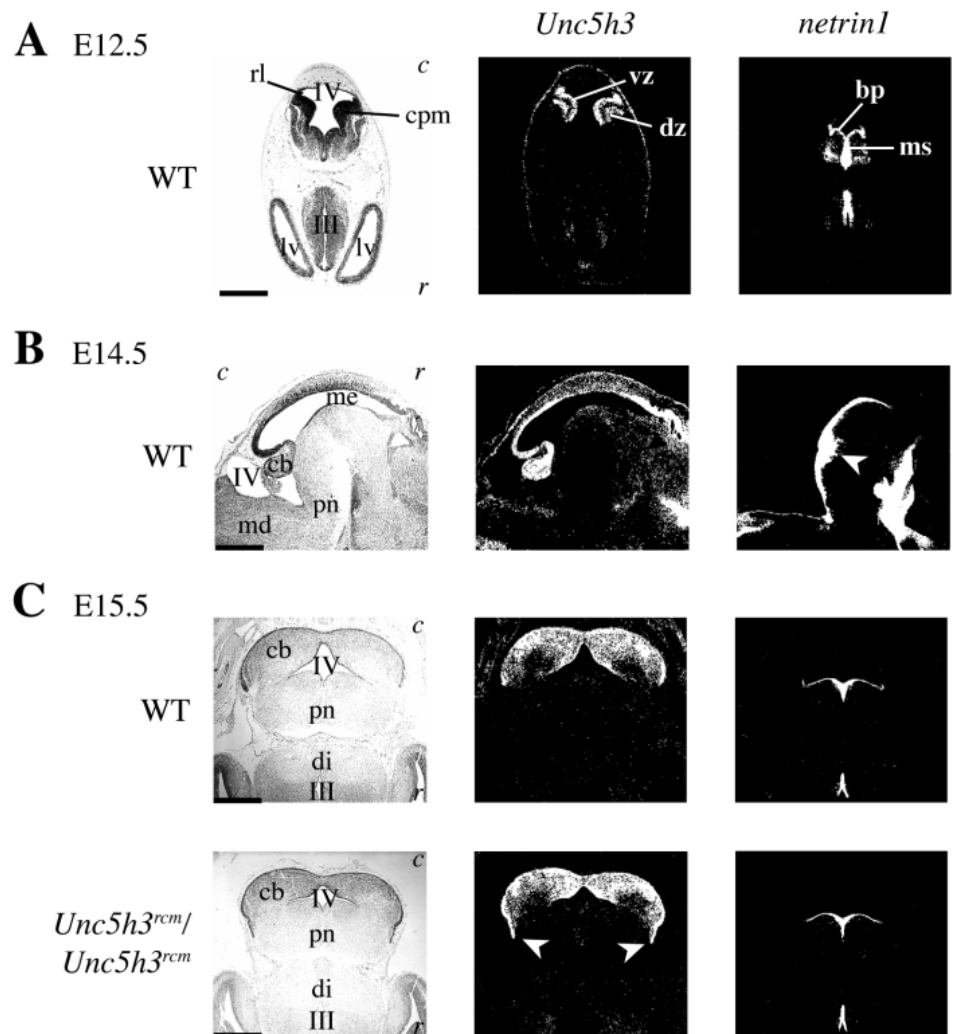 Unc5h3 netrin1
A E12.5
c
rl IV cpm
vz dz
bp ms
WT
III
lv lv
r
B E14.5
c r
me
WT
IV cb
pn
md
C E15.5
c
cb IV
WT
pn
di
III
c
cb IV
Unc5h3rcm/
Unc5h3rcm
pn
di
III